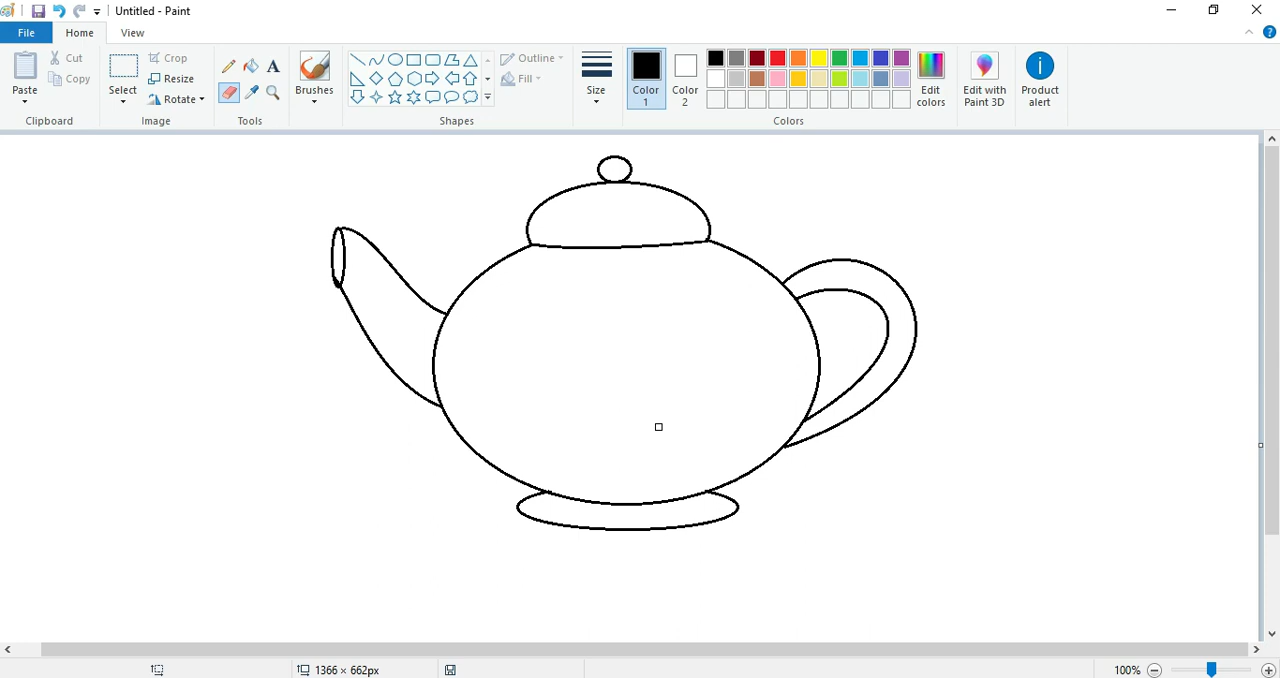 Untitled - Paint
File Home View
Paste
Cut
Copy
Clipboard
Select
Crop
Resize
Rotate
Image
A
Tools
Brushes
Outline
Fill
Shapes
Size
Color 1
Color 2
Edit colors
Colors
Edit with Paint 3D
Product alert
1366 × 662px
100%